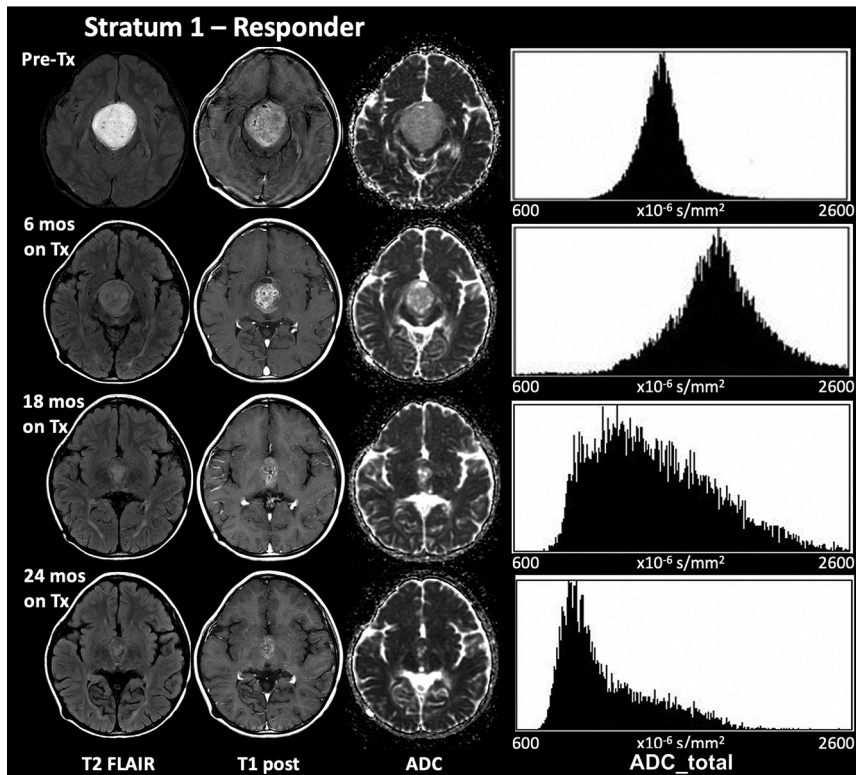 Stratum 1 – Responder
Pre-Tx
600 x10-6 s/mm2 2600
6 mos
on Tx
600 x10-6 s/mm2 2600
18 mos
on Tx
600 x10-6 s/mm2 2600
24 mos
on Tx
600 x10-6 s/mm2 2600
T2 FLAIR T1 post ADC ADC_total